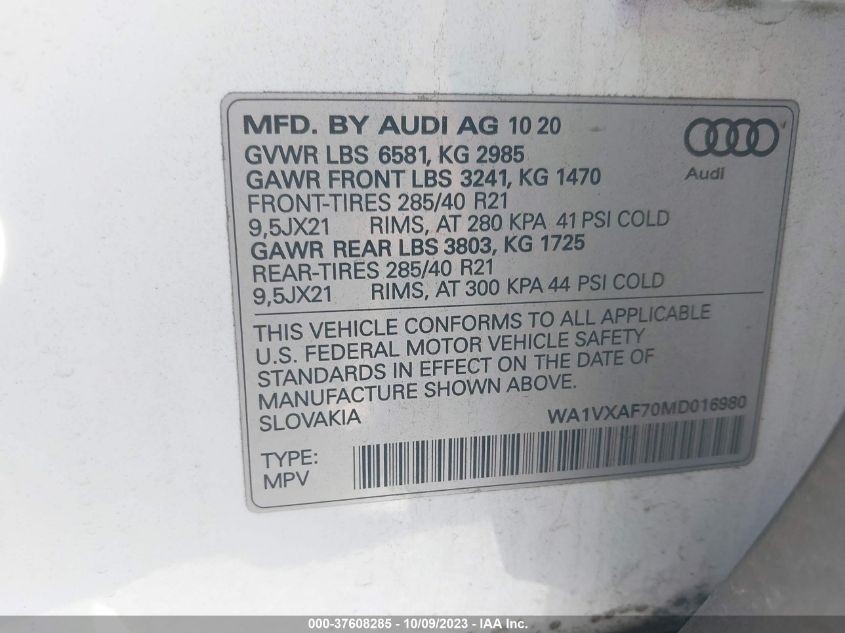 MFD. BY AUDI AG 10 20
GVWR LBS 6581, KG 2985
GAWR FRONT LBS 3241, KG 1470
FRONT-TIRES 285/40 R21
9,5JX21 RIMS, AT 280 KPA 41 PSI COLD
GAWR REAR LBS 3803, KG 1725
REAR-TIRES 285/40 R21
9,5JX21 RIMS, AT 300 KPA 44 PSI COLD
Audi
THIS VEHICLE CONFORMS TO ALL APPLICABLE
U.S. FEDERAL MOTOR VEHICLE SAFETY
STANDARDS IN EFFECT ON THE DATE OF
MANUFACTURE SHOWN ABOVE.
SLOVAKIA WA1VXAF70MD016980
TYPE:
MPV
000-37608285 - 10/09/2023 - IAA Inc.